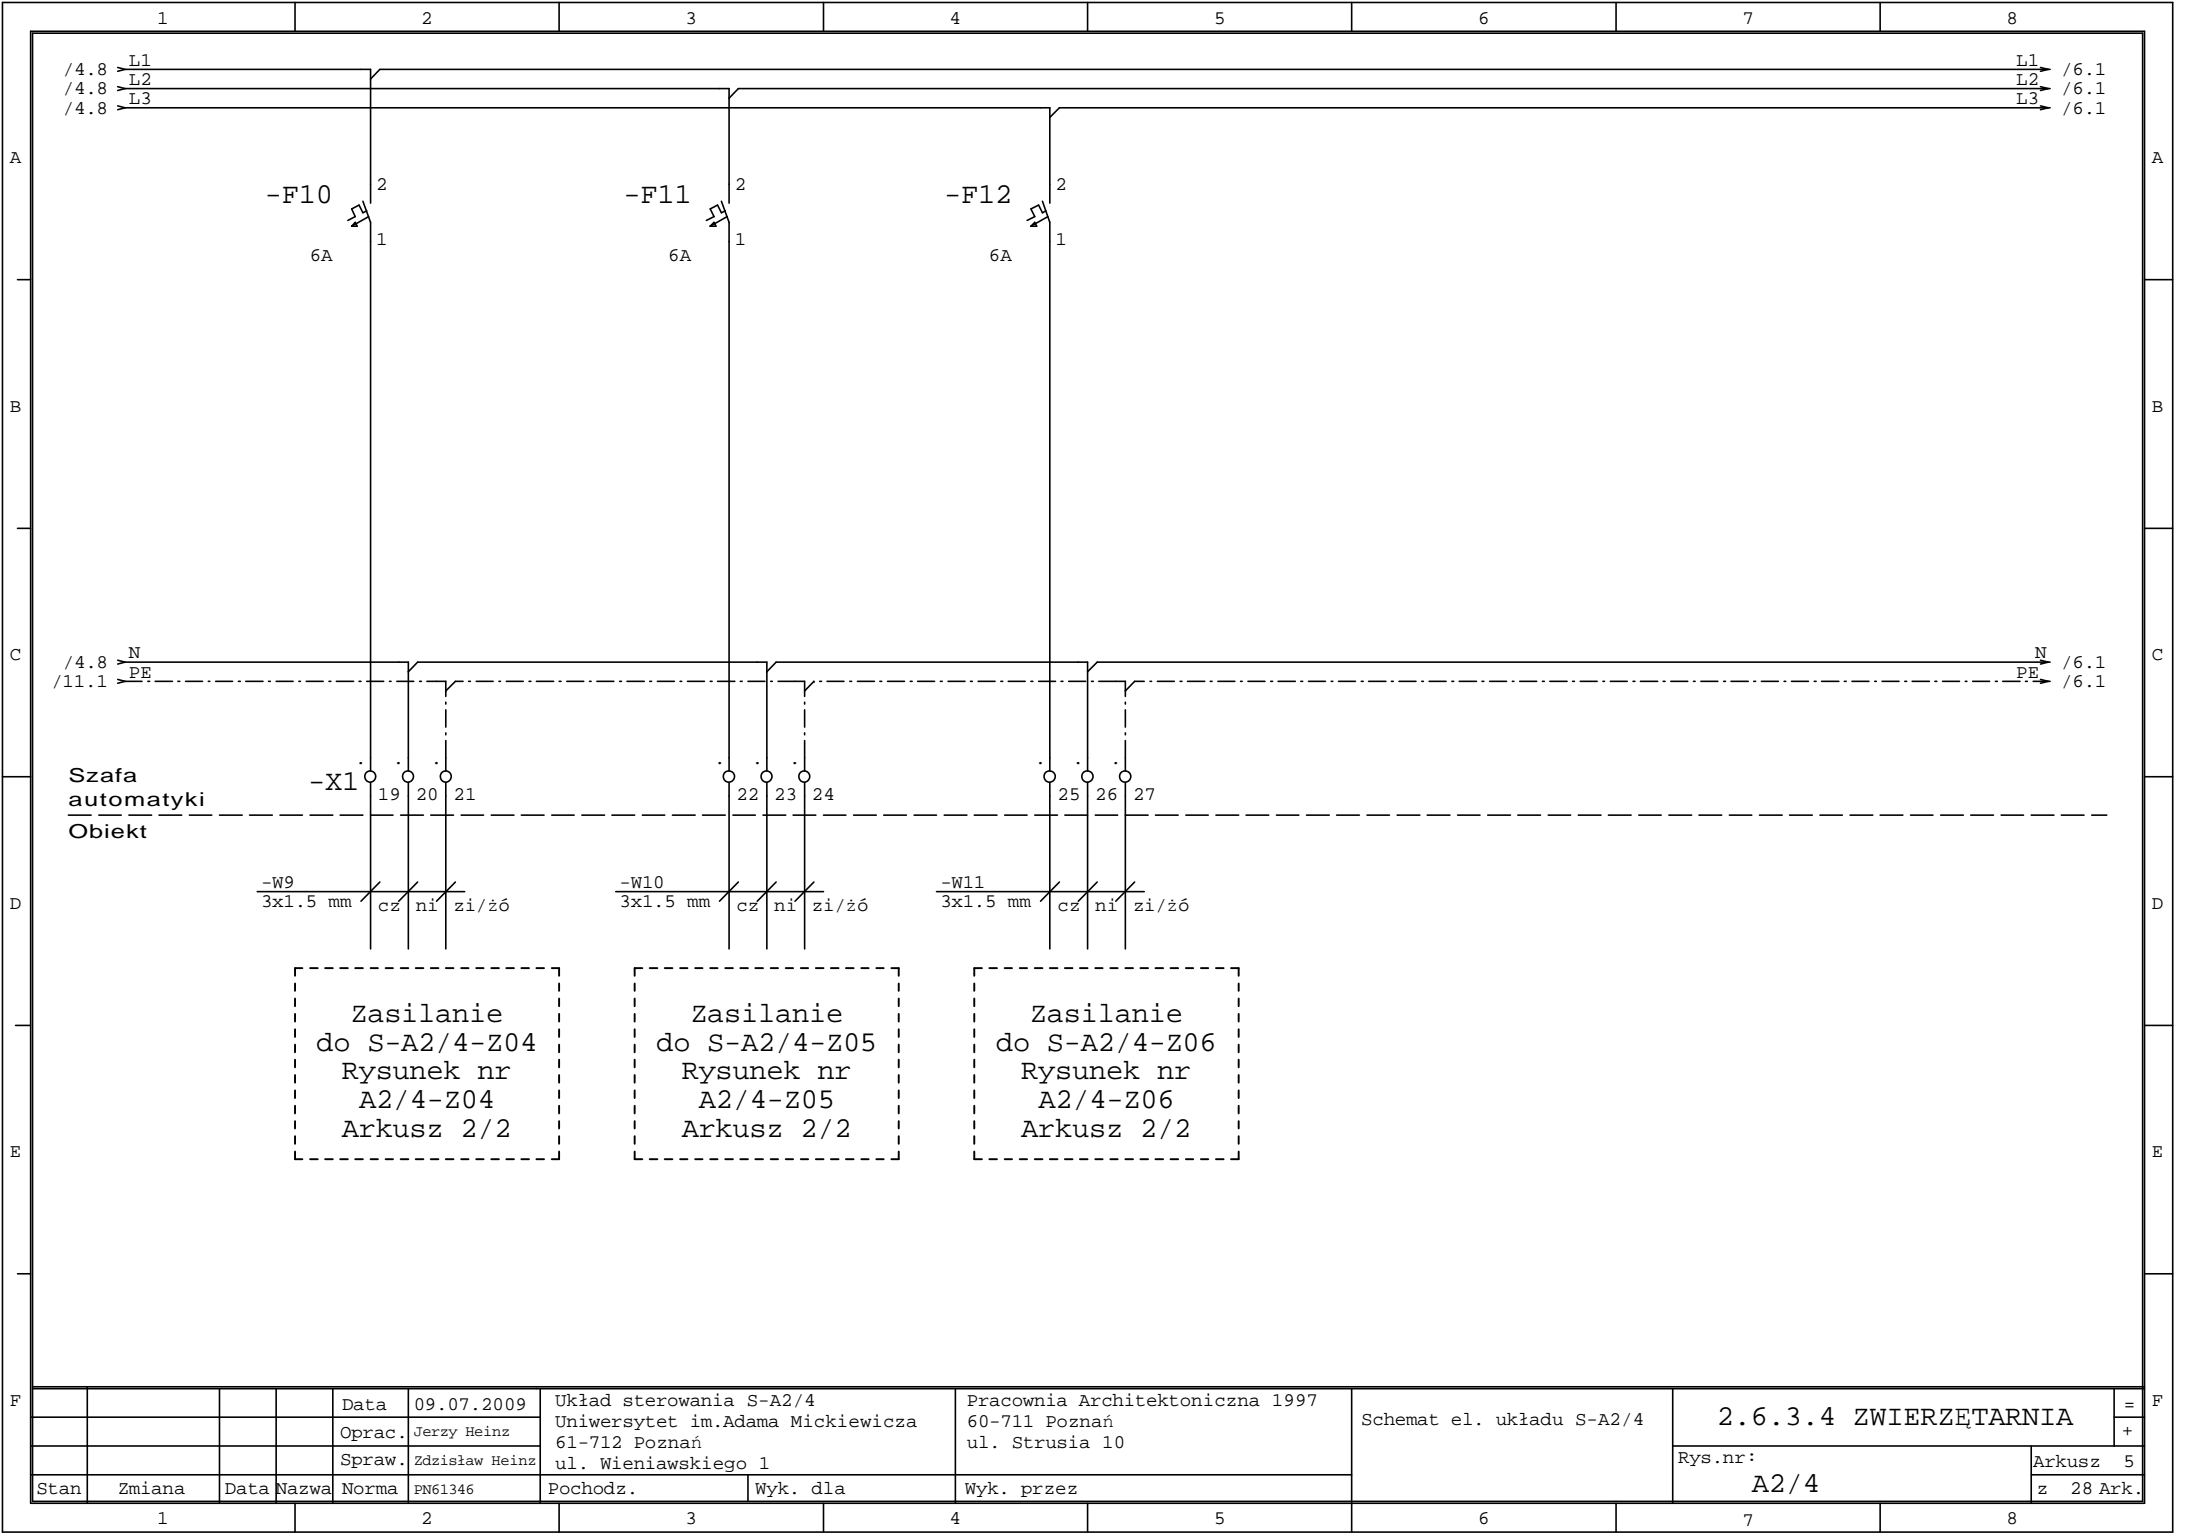 1 2 3 4 5 6 7 8
/4.8 L1 L1 /6.1
/4.8 L2 L2 /6.1
/4.8 L3 L3 /6.1
A A
-F10 2 -F11 2 -F12 2
1 1 1
6A 6A 6A
B B
C C
/4.8 N N /6.1
/11.1 PE PE /6.1
Szafa
automatyki
-X1 19 20 21 22 23 24 25 26 27
Obiekt
-W9 -W10 -W11
3x1.5 mm cz ni zi/żó 3x1.5 mm cz ni zi/żó 3x1.5 mm cz ni zi/żó
D D
Zasilanie
do S-A2/4-Z04
Rysunek nr
A2/4-Z04
Arkusz 2/2
Zasilanie
do S-A2/4-Z05
Rysunek nr
A2/4-Z05
Arkusz 2/2
Zasilanie
do S-A2/4-Z06
Rysunek nr
A2/4-Z06
Arkusz 2/2
E E
F F
Data 09.07.2009
Oprac. Jerzy Heinz
Spraw. Zdzisław Heinz
Stan Zmiana Data Nazwa Norma PN61346
Układ sterowania S-A2/4
Uniwersytet im.Adama Mickiewicza
61-712 Poznań
ul. Wieniawskiego 1
Pochodz. Wyk. dla
Pracownia Architektoniczna 1997
60-711 Poznań
ul. Strusia 10
Wyk. przez
Schemat el. układu S-A2/4
2.6.3.4 ZWIERZĘTARNIA
=
+
Rys.nr:
A2/4
Arkusz 5
z 28 Ark.
1 2 3 4 5 6 7 8